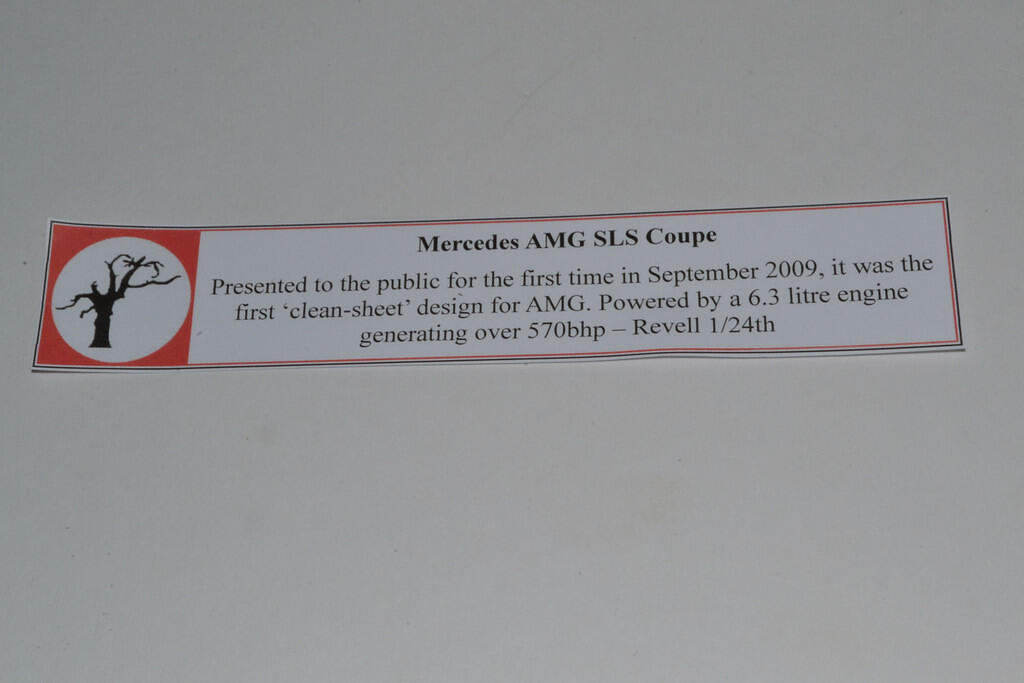 Mercedes AMG SLS Coupe
Presented to the public for the first time in September 2009, it was the
first ‘clean-sheet’ design for AMG. Powered by a 6.3 litre engine
generating over 570bhp – Revell 1/24th